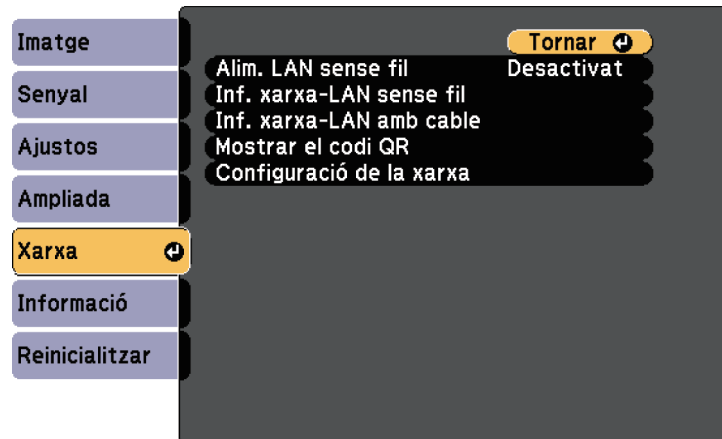 Imatge
Senyal
Ajustos
Ampliada
Xarxa
Informació
Reinicialitzar
Tornar
Alim. LAN sense fil Desactivat
Inf. xarxa-LAN sense fil
Inf. xarxa-LAN amb cable
Mostrar el codi QR
Configuració de la xarxa